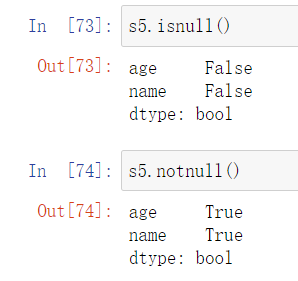 In [73]: s5.isnull()
Out[73]: age     False
name    False
dtype: bool
In [74]: s5.notnull()
Out[74]: age     True
name    True
dtype: bool